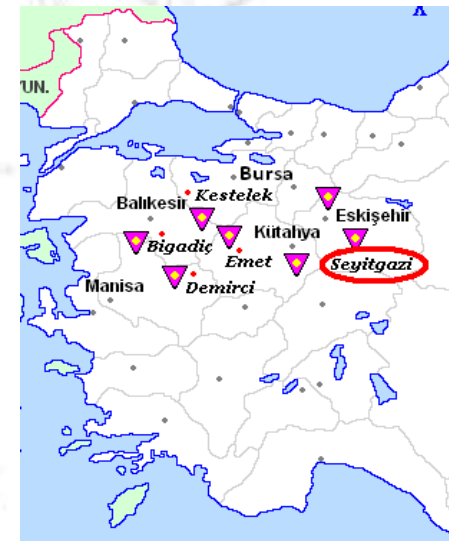 YUN.
Bursa
Kestelek
Balıkesir
Eskişehir
Kütahya
Bigadiç
Emet
Seyitgazi
Demirci
Manisa